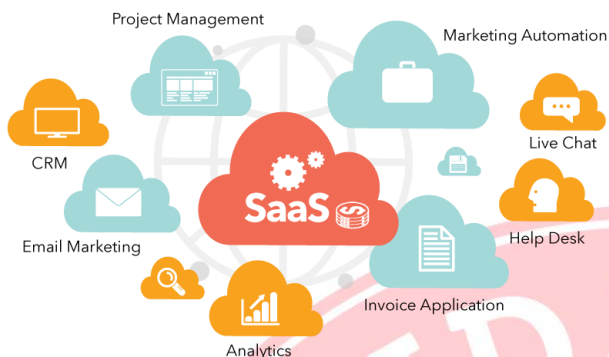 Project Management
Marketing Automation
CRM
Live Chat
SaaS
Email Marketing
Help Desk
Invoice Application
Analytics